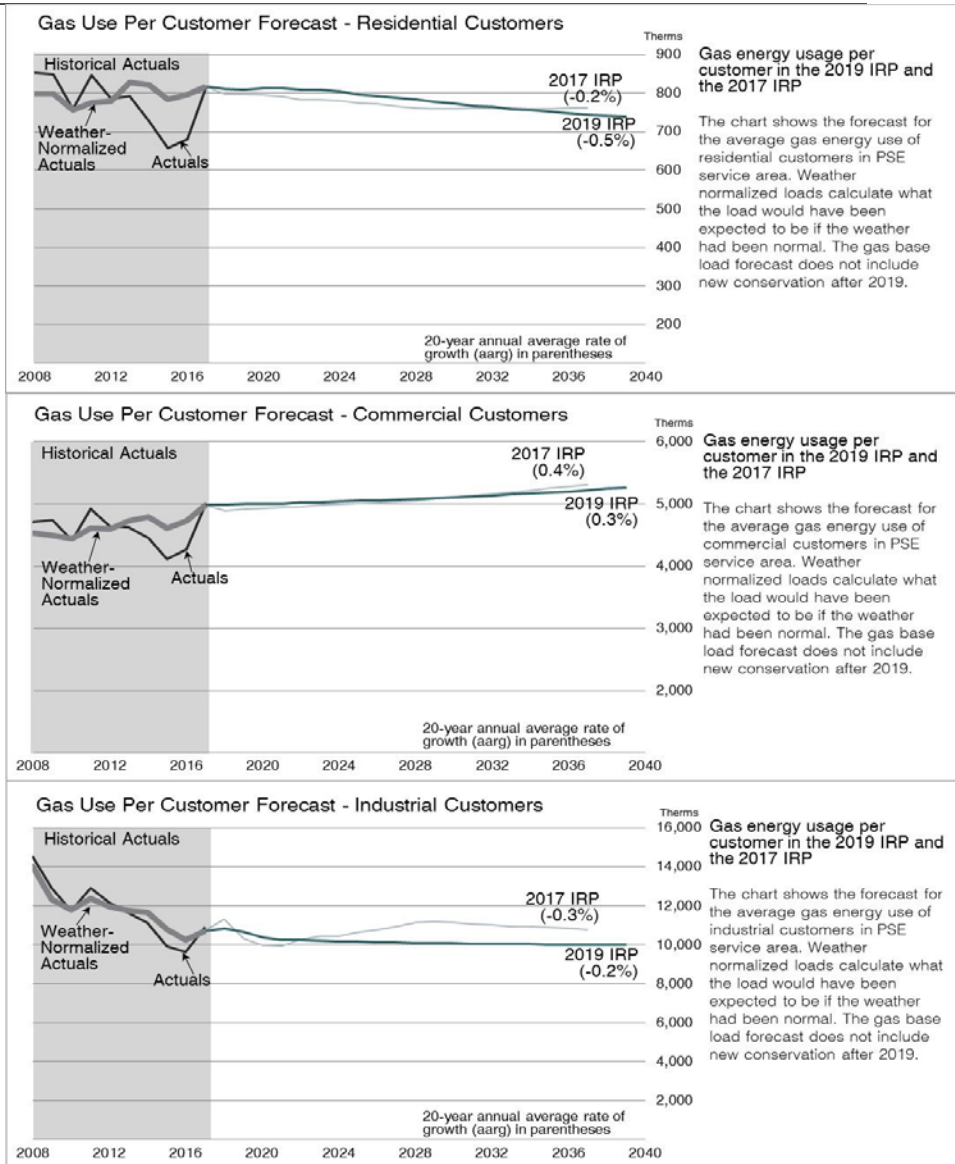 Gas Use Per Customer Forecast - Residential Customers
Therms
900
800
700
600
500
400
300
200
Historical Actuals
Weather-
Normalized
Actuals
Actuals
2017 IRP
(-0.2%)
2019 IRP
(-0.5%)
20-year annual average rate of
growth (aarg) in parentheses
2008 2012 2016 2020 2024 2028 2032 2036 2040
Gas energy usage per
customer in the 2019 IRP and
the 2017 IRP
The chart shows the forecast for
the average gas energy use of
residential customers in PSE
service area. Weather
normalized loads calculate what
the load would have been
expected to be if the weather
had been normal. The gas base
load forecast does not include
new conservation after 2019.
Gas Use Per Customer Forecast - Commercial Customers
Therms
6,000
5,000
4,000
3,000
2,000
Historical Actuals
Weather-
Normalized
Actuals
Actuals
2017 IRP
(0.4%)
2019 IRP
(0.3%)
20-year annual average rate of
growth (aarg) in parentheses
2008 2012 2016 2020 2024 2028 2032 2036 2040
Gas energy usage per
customer in the 2019 IRP and
the 2017 IRP
The chart shows the forecast for
the average gas energy use of
commercial customers in PSE
service area. Weather
normalized loads calculate what
the load would have been
expected to be if the weather
had been normal. The gas base
load forecast does not include
new conservation after 2019.
Gas Use Per Customer Forecast - Industrial Customers
Therms
16,000
14,000
12,000
10,000
8,000
6,000
4,000
2,000
Historical Actuals
Weather-
Normalized
Actuals
Actuals
2017 IRP
(-0.3%)
2019 IRP
(-0.2%)
20-year annual average rate of
growth (aarg) in parentheses
2008 2012 2016 2020 2024 2028 2032 2036 2040
Gas energy usage per
customer in the 2019 IRP and
the 2017 IRP
The chart shows the forecast for
the average gas energy use of
industrial customers in PSE
service area. Weather
normalized loads calculate what
the load would have been
expected to be if the weather
had been normal. The gas base
load forecast does not include
new conservation after 2019.